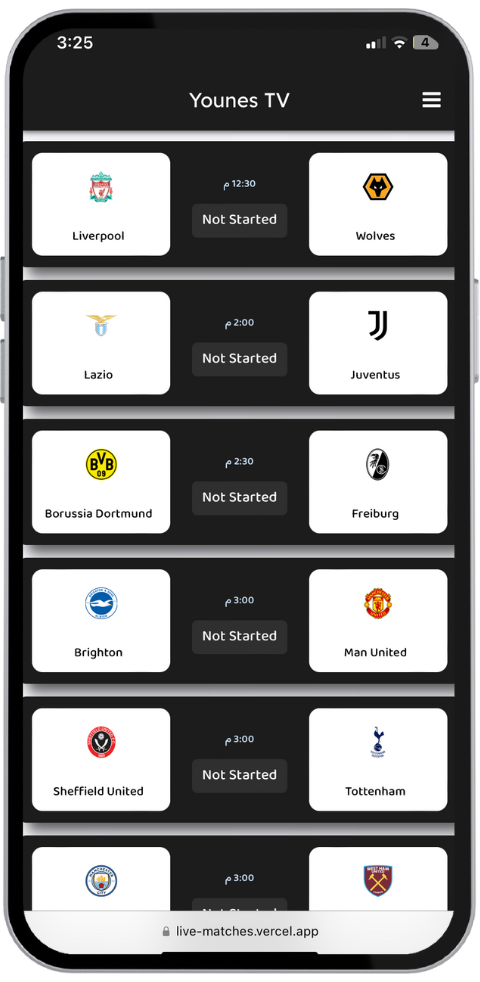 3:25
4
Younes TV
12:30 م
Not Started
Liverpool
Wolves
2:00 م
Not Started
Lazio
Juventus
2:30 م
Not Started
BVB
09
Borussia Dortmund
Freiburg
3:00 م
Not Started
Brighton
Man United
3:00 م
Not Started
Sheffield United
Tottenham
3:00 م
live-matches.vercel.app